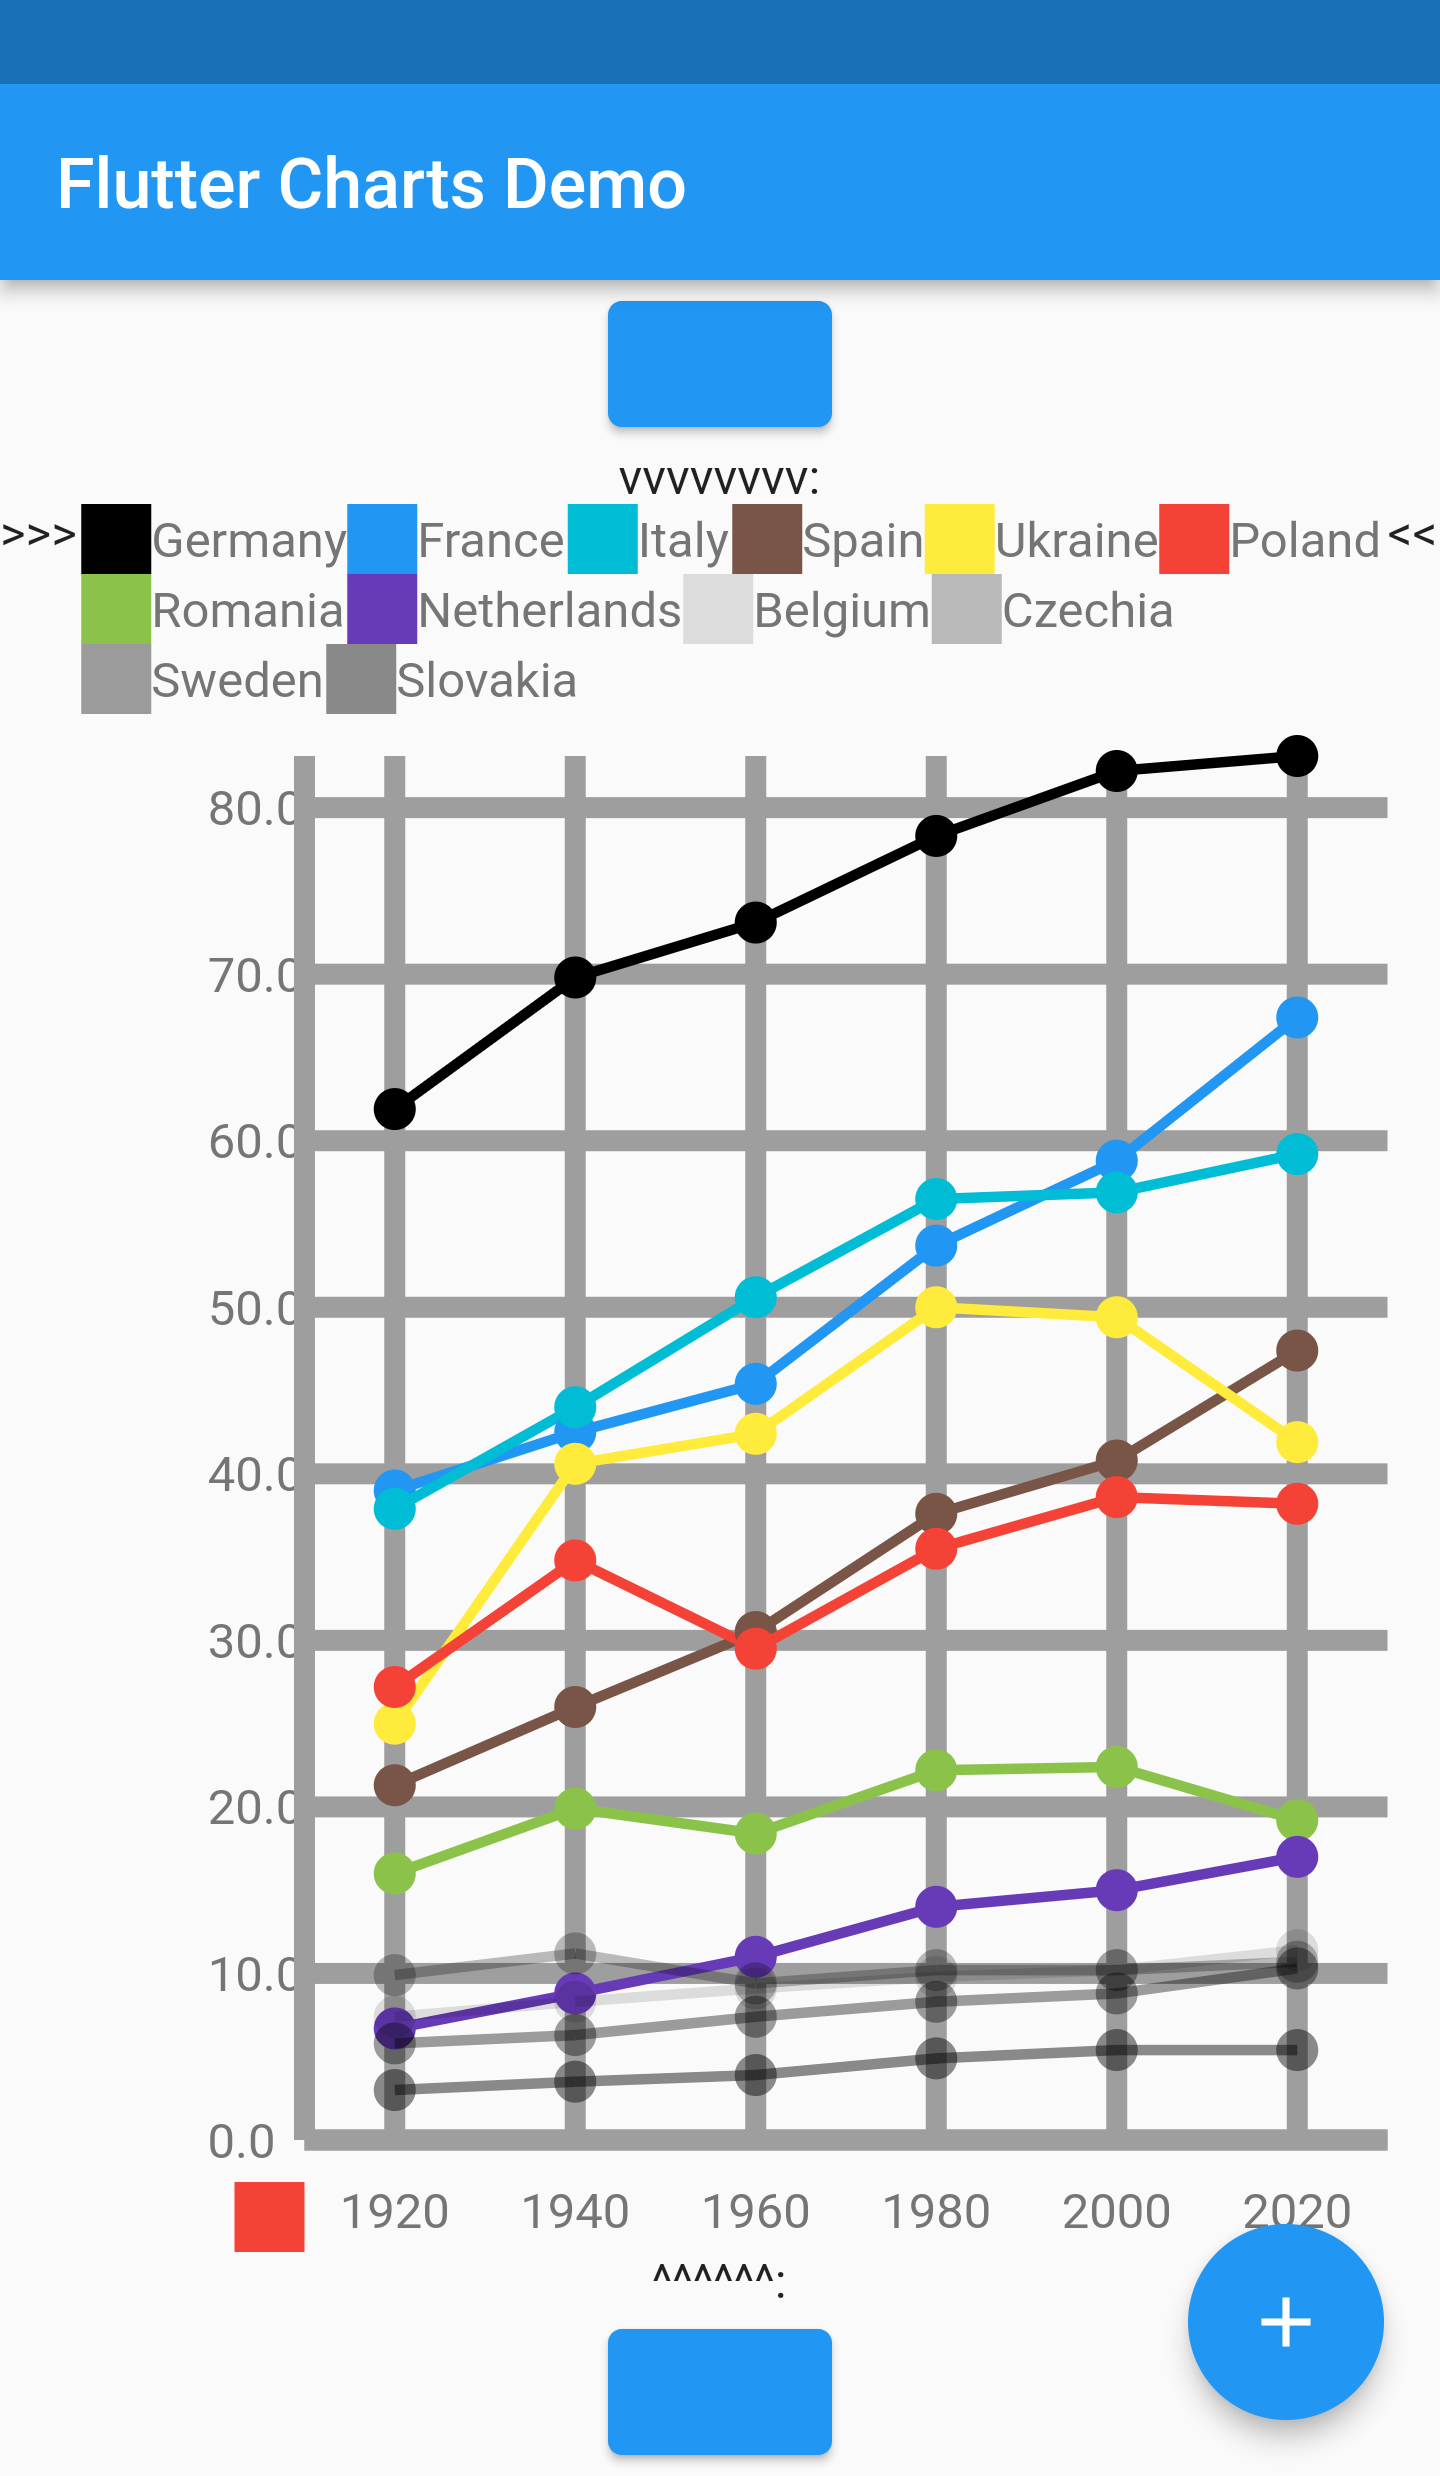 Flutter Charts Demo
vvvvvvvv:
>>> Germany France Italy Spain Ukraine Poland <<
Romania Netherlands Belgium Czechia
Sweden Slovakia
80.0
70.0
60.0
50.0
40.0
30.0
20.0
10.0
0.0
1920 1940 1960 1980 2000 2020
^^^^^^:
+